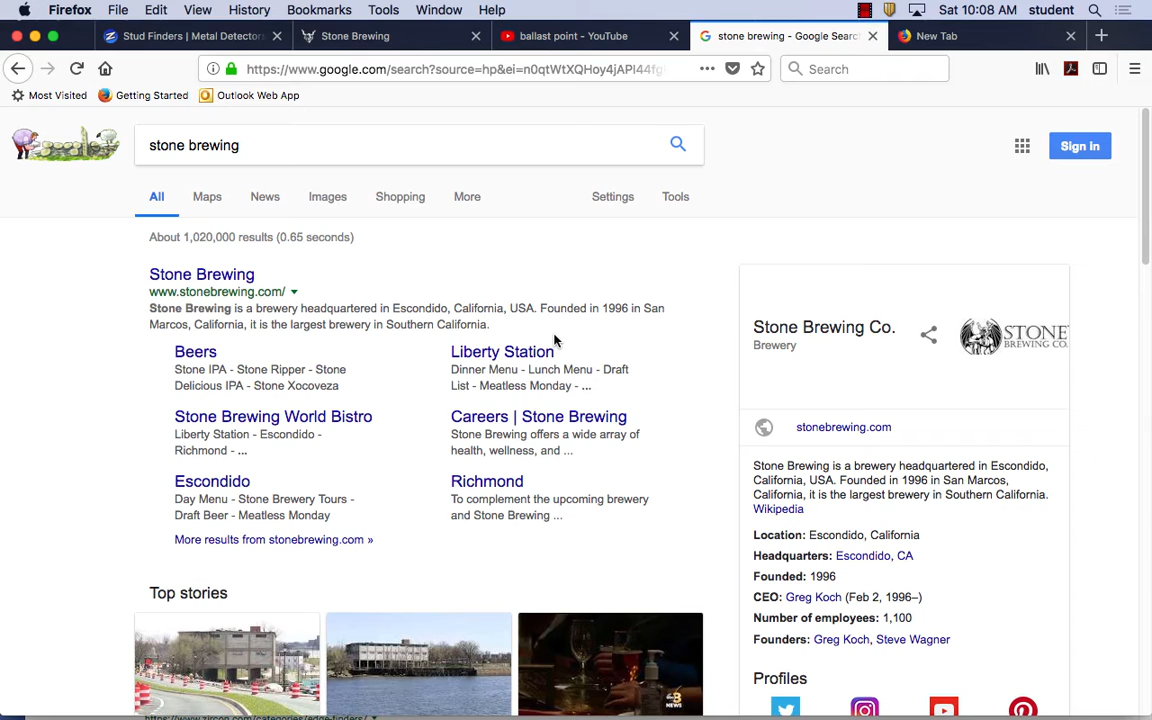 Firefox File Edit View History Bookmarks Tools Window Help Sat 10:08 AM student
Stud Finders | Metal Detectors Stone Brewing ballast point - YouTube stone brewing - Google Search New Tab
https://www.google.com/search?source=hp&ei=n0qtWtXQHoy4jAPI44fg Search
Most Visited Getting Started Outlook Web App
stone brewing
Sign in
All Maps News Images Shopping More Settings Tools
About 1,020,000 results (0.65 seconds)
Stone Brewing
www.stonebrewing.com/
Stone Brewing is a brewery headquartered in Escondido, California, USA. Founded in 1996 in San
Marcos, California, it is the largest brewery in Southern California.
Beers
Stone IPA - Stone Ripper - Stone
Delicious IPA - Stone Xocoveza
Liberty Station
Dinner Menu - Lunch Menu - Draft
List - Meatless Monday - ...
Stone Brewing World Bistro
Liberty Station - Escondido -
Richmond - ...
Careers | Stone Brewing
Stone Brewing offers a wide array of
health, wellness, and ...
Escondido
Day Menu - Stone Brewery Tours -
Draft Beer - Meatless Monday
Richmond
To complement the upcoming brewery
and Stone Brewing ...
More results from stonebrewing.com »
Top stories
8
NEWS
Stone Brewing Co.
Brewery
STONE
BREWING CO.
stonebrewing.com
Stone Brewing is a brewery headquartered in Escondido,
California, USA. Founded in 1996 in San
Marcos, California, it is the largest brewery in Southern California.
Wikipedia
Location: Escondido, California
Headquarters: Escondido, CA
Founded: 1996
CEO: Greg Koch (Feb 2, 1996–)
Number of employees: 1,100
Founders: Greg Koch, Steve Wagner
Profiles
https://www.zircon.com/categories/edge-finders/